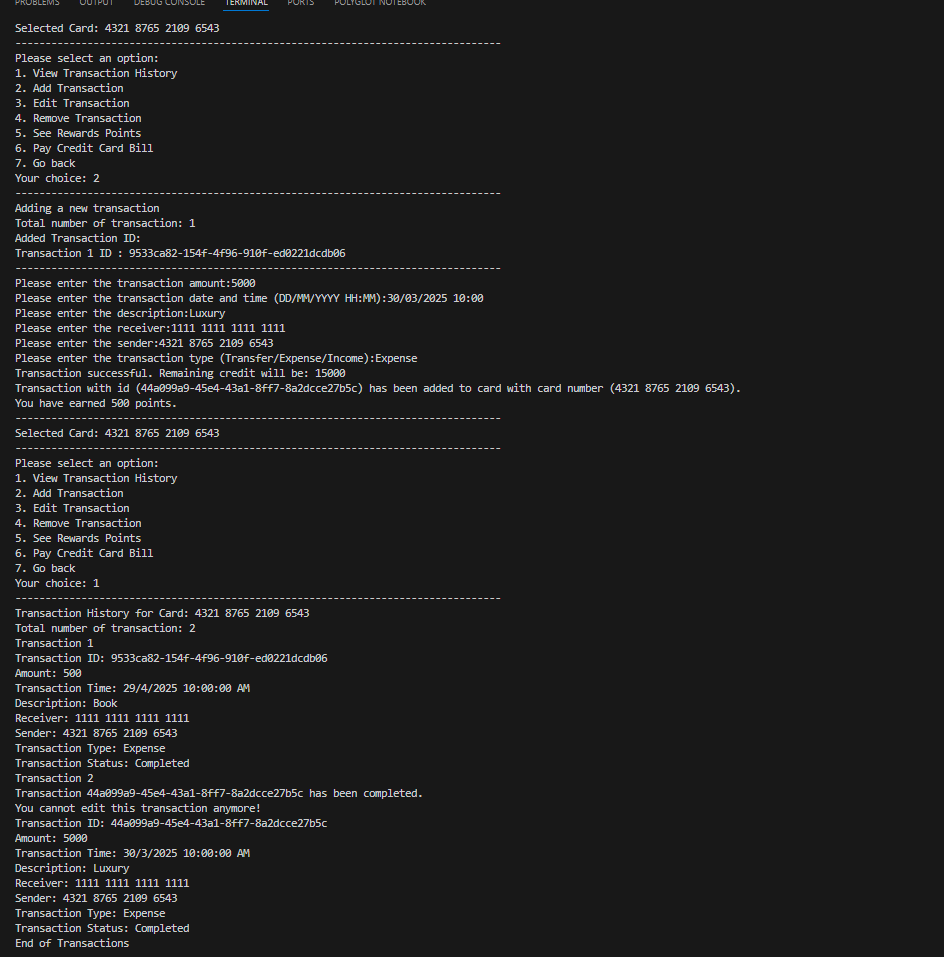 PROBLEMS OUTPUT DEBUG CONSOLE TERMINAL PORTS POLYGLOT NOTEBOOK
Selected Card: 4321 8765 2109 6543
---------------------------------------------------------------------------------
Please select an option:
1. View Transaction History
2. Add Transaction
3. Edit Transaction
4. Remove Transaction
5. See Rewards Points
6. Pay Credit Card Bill
7. Go back
Your choice: 2
---------------------------------------------------------------------------------
Adding a new transaction
Total number of transaction: 1
Added Transaction ID:
Transaction 1 ID : 9533ca82-154f-4f96-910f-ed0221dcdb06
---------------------------------------------------------------------------------
Please enter the transaction amount:5000
Please enter the transaction date and time (DD/MM/YYYY HH:MM):30/03/2025 10:00
Please enter the description:Luxury
Please enter the receiver:1111 1111 1111 1111
Please enter the sender:4321 8765 2109 6543
Please enter the transaction type (Transfer/Expense/Income):Expense
Transaction successful. Remaining credit will be: 15000
Transaction with id (44a099a9-45e4-43a1-8ff7-8a2dcce27b5c) has been added to card with card number (4321 8765 2109 6543).
You have earned 500 points.
---------------------------------------------------------------------------------
Selected Card: 4321 8765 2109 6543
---------------------------------------------------------------------------------
Please select an option:
1. View Transaction History
2. Add Transaction
3. Edit Transaction
4. Remove Transaction
5. See Rewards Points
6. Pay Credit Card Bill
7. Go back
Your choice: 1
---------------------------------------------------------------------------------
Transaction History for Card: 4321 8765 2109 6543
Total number of transaction: 2
Transaction 1
Transaction ID: 9533ca82-154f-4f96-910f-ed0221dcdb06
Amount: 500
Transaction Time: 29/4/2025 10:00:00 AM
Description: Book
Receiver: 1111 1111 1111 1111
Sender: 4321 8765 2109 6543
Transaction Type: Expense
Transaction Status: Completed
Transaction 2
Transaction 44a099a9-45e4-43a1-8ff7-8a2dcce27b5c has been completed.
You cannot edit this transaction anymore!
Transaction ID: 44a099a9-45e4-43a1-8ff7-8a2dcce27b5c
Amount: 5000
Transaction Time: 30/3/2025 10:00:00 AM
Description: Luxury
Receiver: 1111 1111 1111 1111
Sender: 4321 8765 2109 6543
Transaction Type: Expense
Transaction Status: Completed
End of Transactions